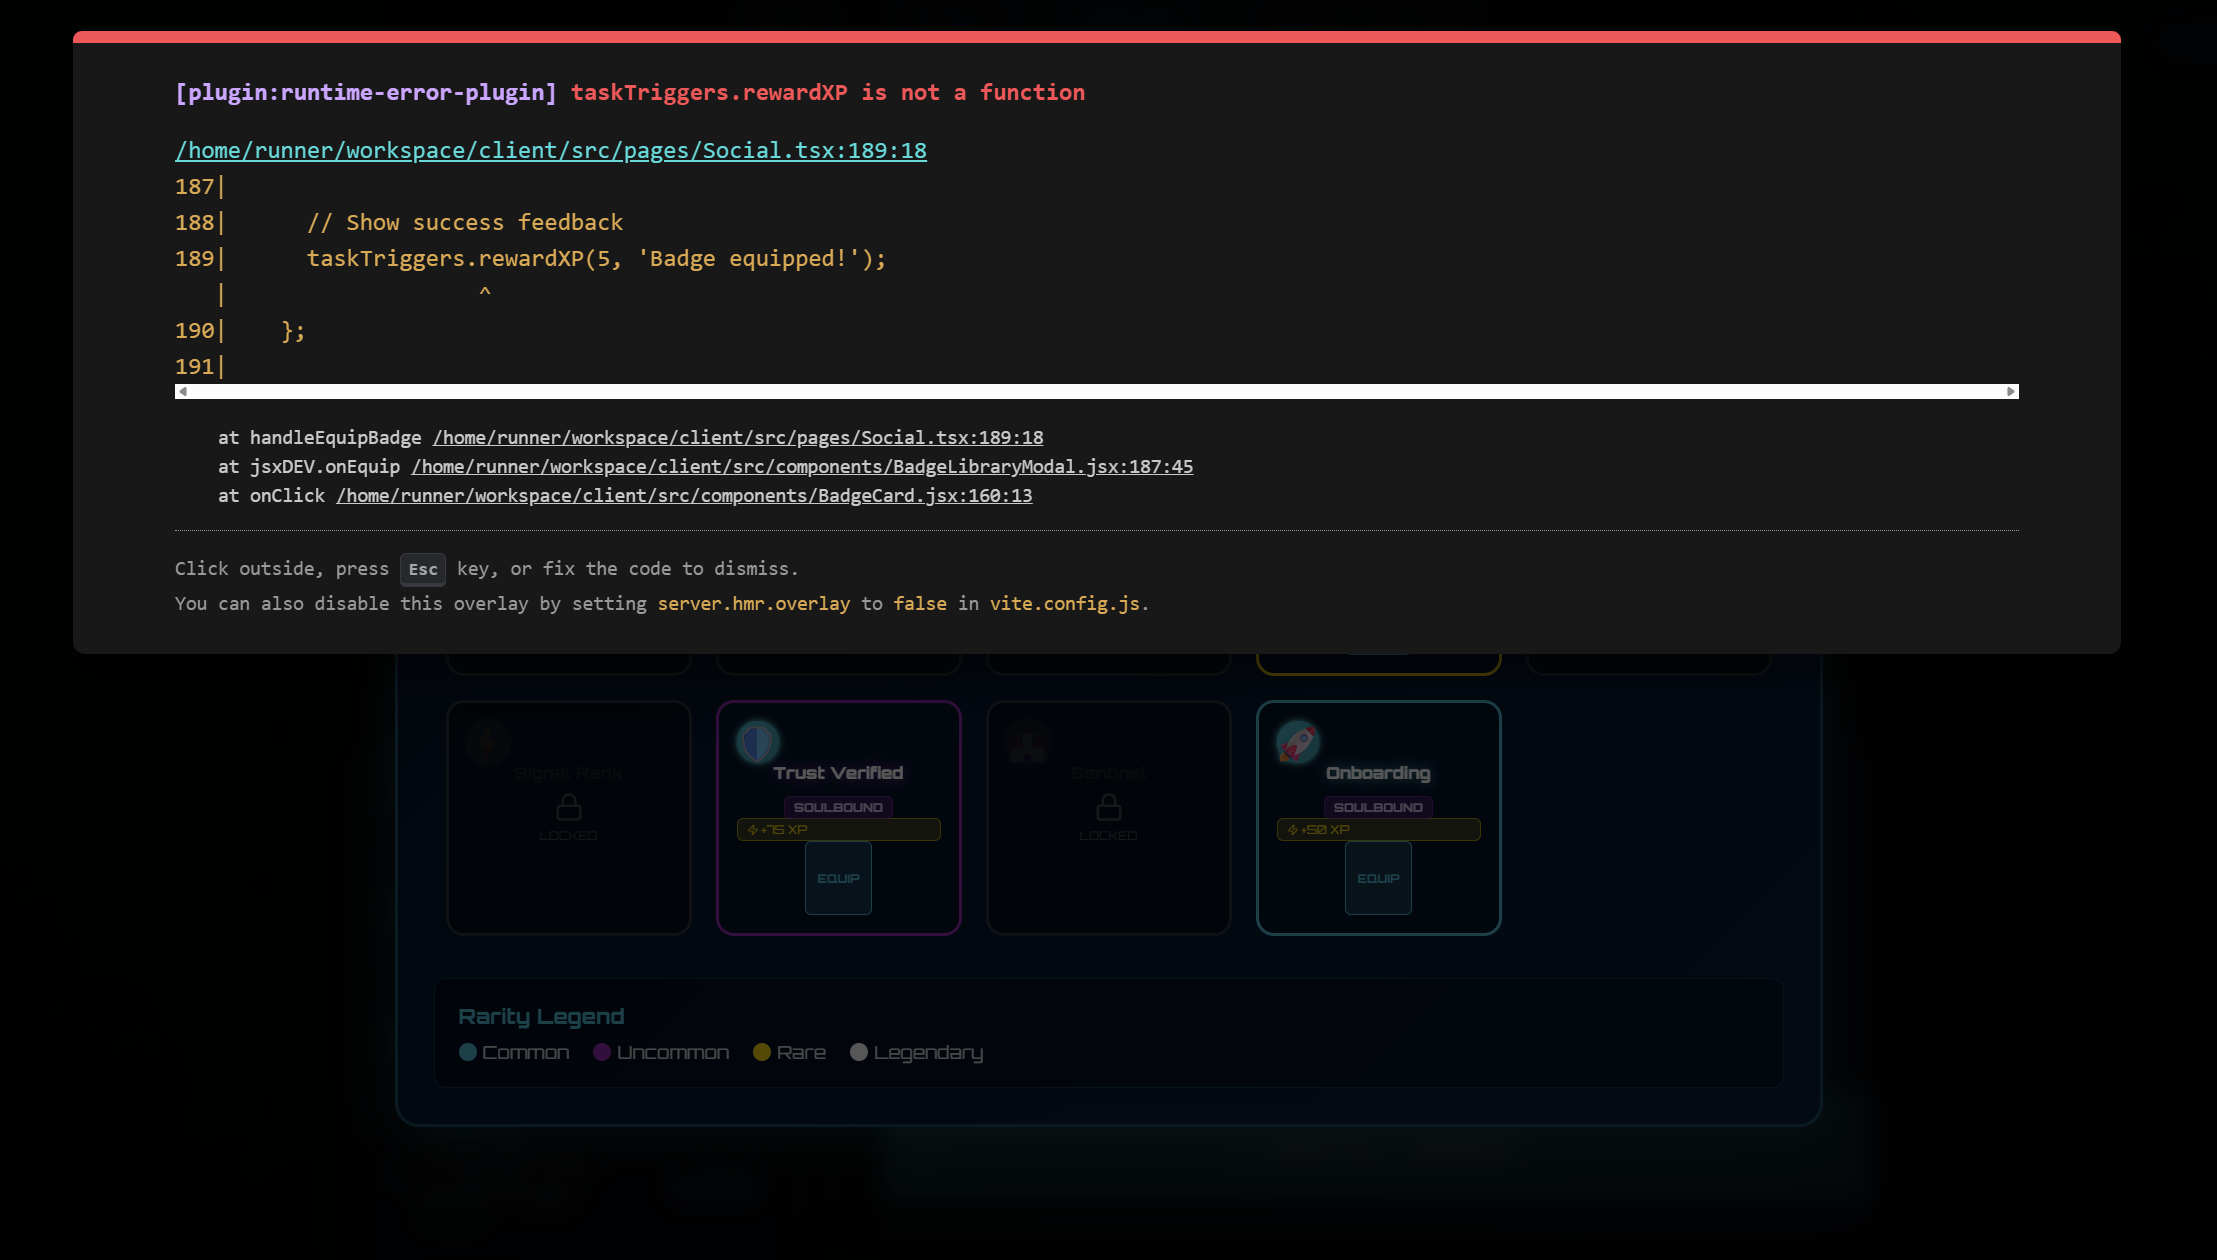 [plugin:runtime-error-plugin] taskTriggers.rewardXP is not a function
/home/runner/workspace/client/src/pages/Social.tsx:189:18
187|
188|      // Show success feedback
189|      taskTriggers.rewardXP(5, 'Badge equipped!');
   |                   ^
190|    };
191|
at handleEquipBadge /home/runner/workspace/client/src/pages/Social.tsx:189:18
at jsxDEV.onEquip /home/runner/workspace/client/src/components/BadgeLibraryModal.jsx:187:45
at onClick /home/runner/workspace/client/src/components/BadgeCard.jsx:160:13
Click outside, press Esc key, or fix the code to dismiss.
You can also disable this overlay by setting server.hmr.overlay to false in vite.config.js.
Signal Rank
LOCKED
Trust Verified
SOULBOUND
+75 XP
EQUIP
Sentinel
LOCKED
Onboarding
SOULBOUND
+50 XP
EQUIP
Rarity Legend
Common Uncommon Rare Legendary